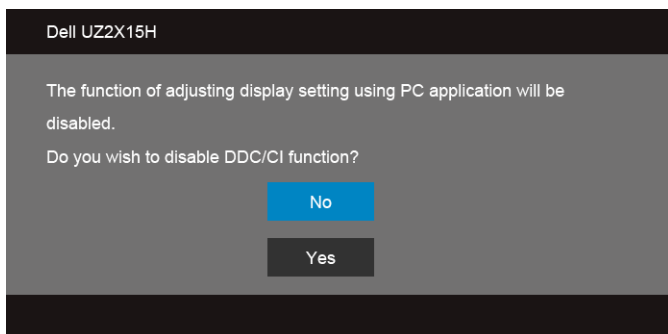 Dell UZ2X15H
The function of adjusting display setting using PC application will be
disabled.
Do you wish to disable DDC/CI function?
No
Yes